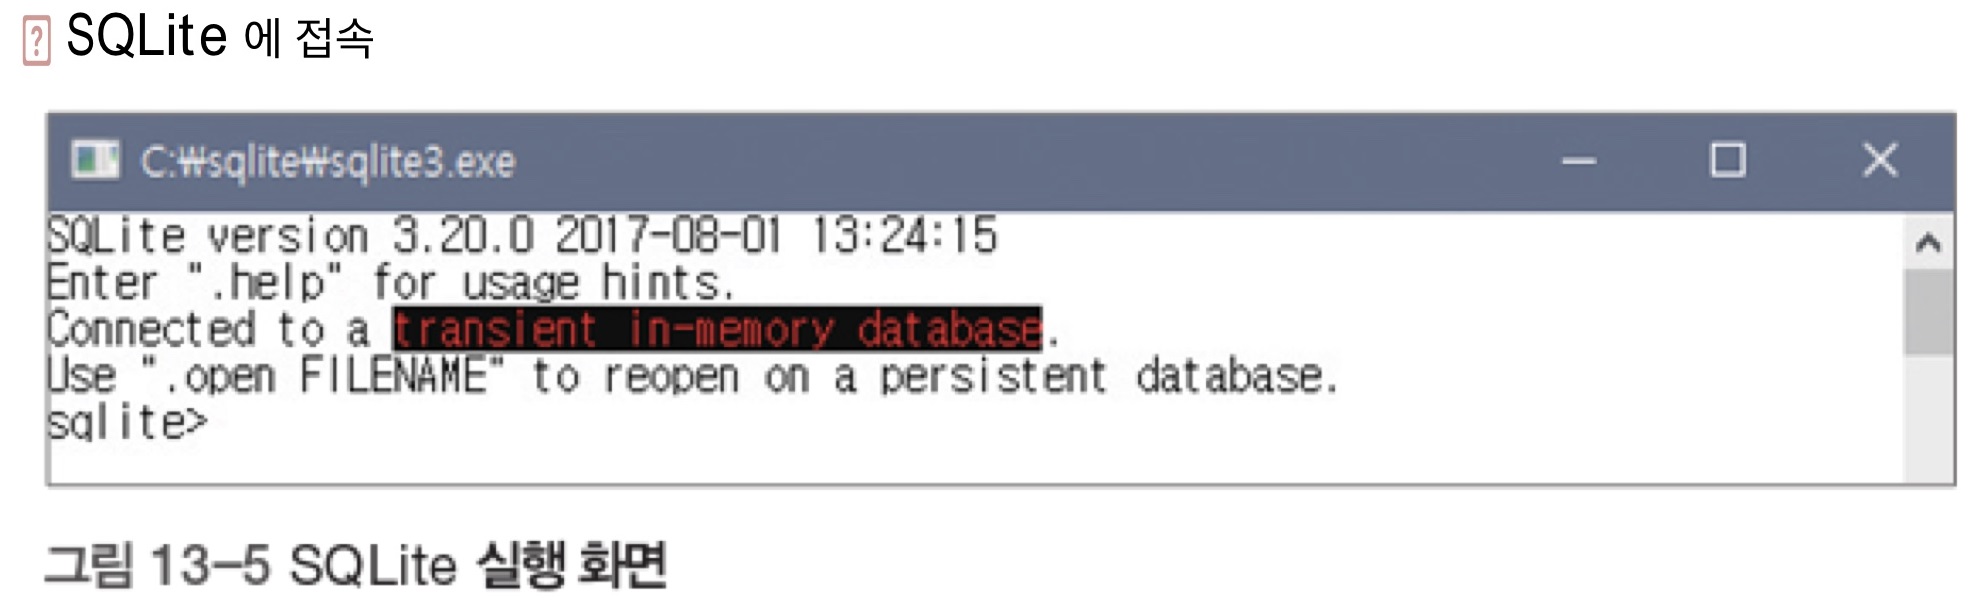 SQLite 에 접속
C:₩sqlite₩sqlite3.exe
SQLite version 3.20.0 2017-08-01 13:24:15
Enter ".help" for usage hints.
Connected to a transient in-memory database.
Use ".open FILENAME" to reopen on a persistent database.
sqlite>
그림 13-5 SQLite 실행 화면